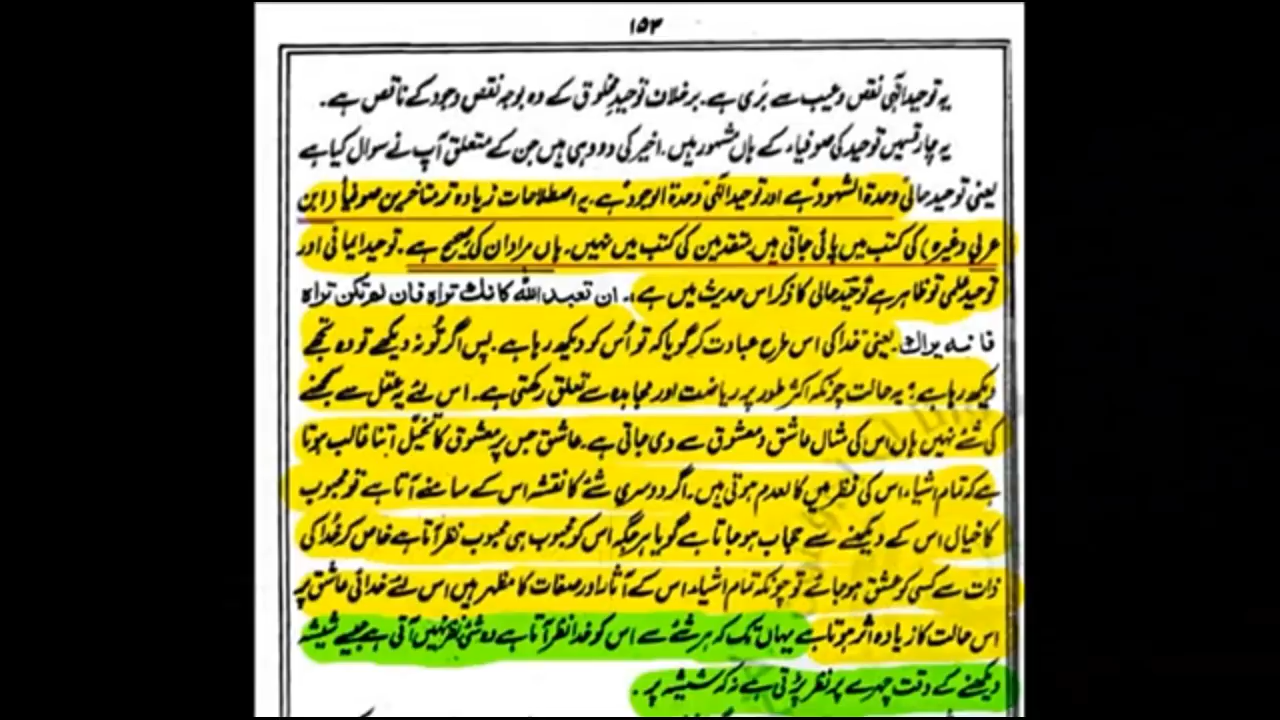 ۱۵۳
یہ توحید الٰہی نقص و عیب سے بَری ہے۔ برخلاف توحیدِ مخلوق کے وہ بوجہ نقص وجود کے ناقص ہے۔
یہ چار قسمیں توحید کی صوفیاء کے ہاں مشہور ہیں۔ اخیر کی دو وہی ہیں جن کے متعلق آپ نے سوال کیا ہے
یعنی توحید حالی وحدۃ الشہود ہے اور توحید الٰہی وحدۃ الوجود ہے۔ یہ اصطلاحات زیادہ تر متاخرین صوفیا (ابن
عربی وغیرہ) کی کتب میں پائی جاتی ہیں۔ متقدمین کی کتب میں نہیں۔ ہاں مراد ان کی صحیح ہے۔ توحید ایمانی اور
توحید علمی تو ظاہر ہے توحید حالی کا ذکر اس حدیث میں ہے ۔ ان تعبد اللہ کانک تراہ فان لم تکن تراہ
فانہ یراک۔ یعنی خدا کی اس طرح عبادت کر گویا کہ تو اُس کو دیکھ رہا ہے۔ پس اگر تُو نہ دیکھے تو وہ تجھے
دیکھ رہا ہے؛ یہ حالت چونکہ اکثر طور پر ریاضت اور مجاہدہ سے تعلق رکھتی ہے۔ اس لئے یہ عقل سے سمجھنے
کی شئے نہیں ہاں اس کی مثال عاشق و معشوق سے دی جاتی ہے۔ عاشق جس پر معشوق کا تخیّل اتنا غالب ہوتا
ہے کہ تمام اشیاء اس کی نظر میں کالعدم ہوتی ہیں۔ اگر دوسری شئے کا نقشہ اس کے سامنے آتا ہے تو محبوب
کا خیال اس کے دیکھنے سے حجاب ہو جاتا ہے گویا ہر جگہ اس کو محبوب ہی محبوب نظر آتا ہے خاص کر خُدا کی
ذات سے کسی کو عشق ہو جائے تو چونکہ تمام اشیاء اس کے آثار اور صفات کا مظہر ہیں اس لئے خدائی عاشق پر
اس حالت کا زیادہ اثر ہوتا ہے یہاں تک کہ ہر شئے سے اس کو خدا نظر آتا ہے وہ شئی نظر نہیں آتی ہے جیسے شیشہ
دیکھنے کے وقت چہرے پر نظر پڑتی ہے نہ کہ شیشہ پر۔